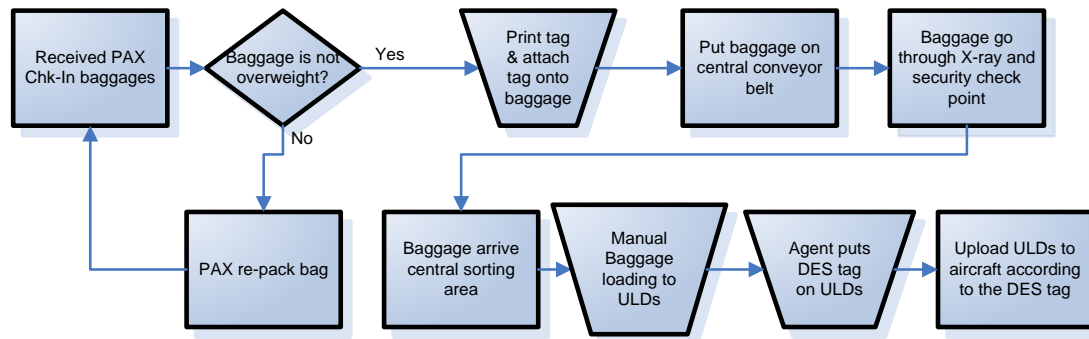 Received PAX
Chk-In baggages
Baggage is not
overweight?
Yes
Print tag
& attach
tag onto
baggage
Put baggage on
central conveyor
belt
Baggage go
through X-ray and
security check
point
No
PAX re-pack bag
Baggage arrive
central sorting
area
Manual
Baggage
loading to
ULDs
Agent puts
DES tag
on ULDs
Upload ULDs to
aircraft according
to the DES tag